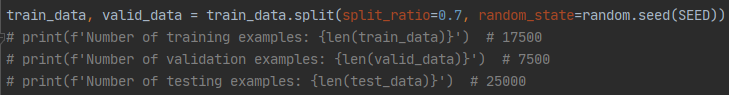 train_data, valid_data = train_data.split(split_ratio=0.7, random_state=random.seed(SEED))
# print(f'Number of training examples: {len(train_data)}')  # 17500
# print(f'Number of validation examples: {len(valid_data)}')  # 7500
# print(f'Number of testing examples: {len(test_data)}')  # 25000